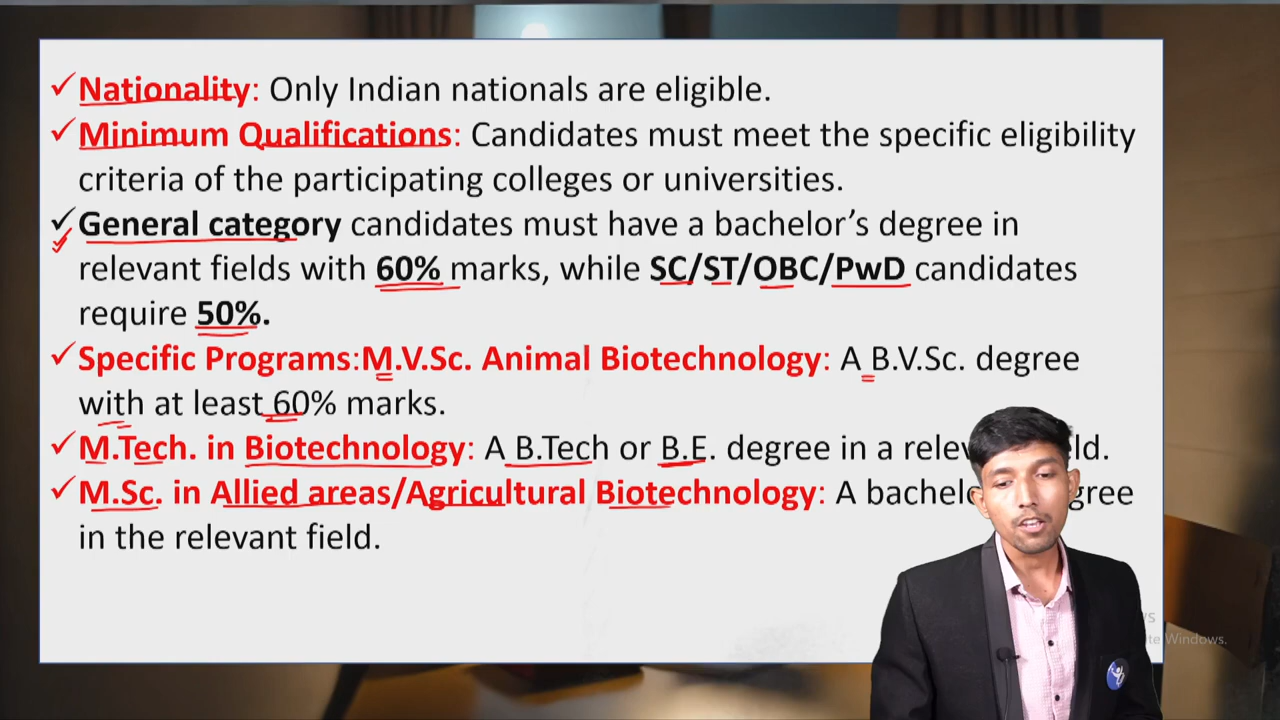 ✓Nationality: Only Indian nationals are eligible.
✓Minimum Qualifications: Candidates must meet the specific eligibility
criteria of the participating colleges or universities.
✓General category candidates must have a bachelor’s degree in
relevant fields with 60% marks, while SC/ST/OBC/PwD candidates
require 50%.
✓Specific Programs:M.V.Sc. Animal Biotechnology: A B.V.Sc. degree
with at least 60% marks.
✓M.Tech. in Biotechnology: A B.Tech or B.E. degree in a
✓M.Sc. in Allied areas/Agricultural Biotechnology: A
in the relevant field.
Windows.